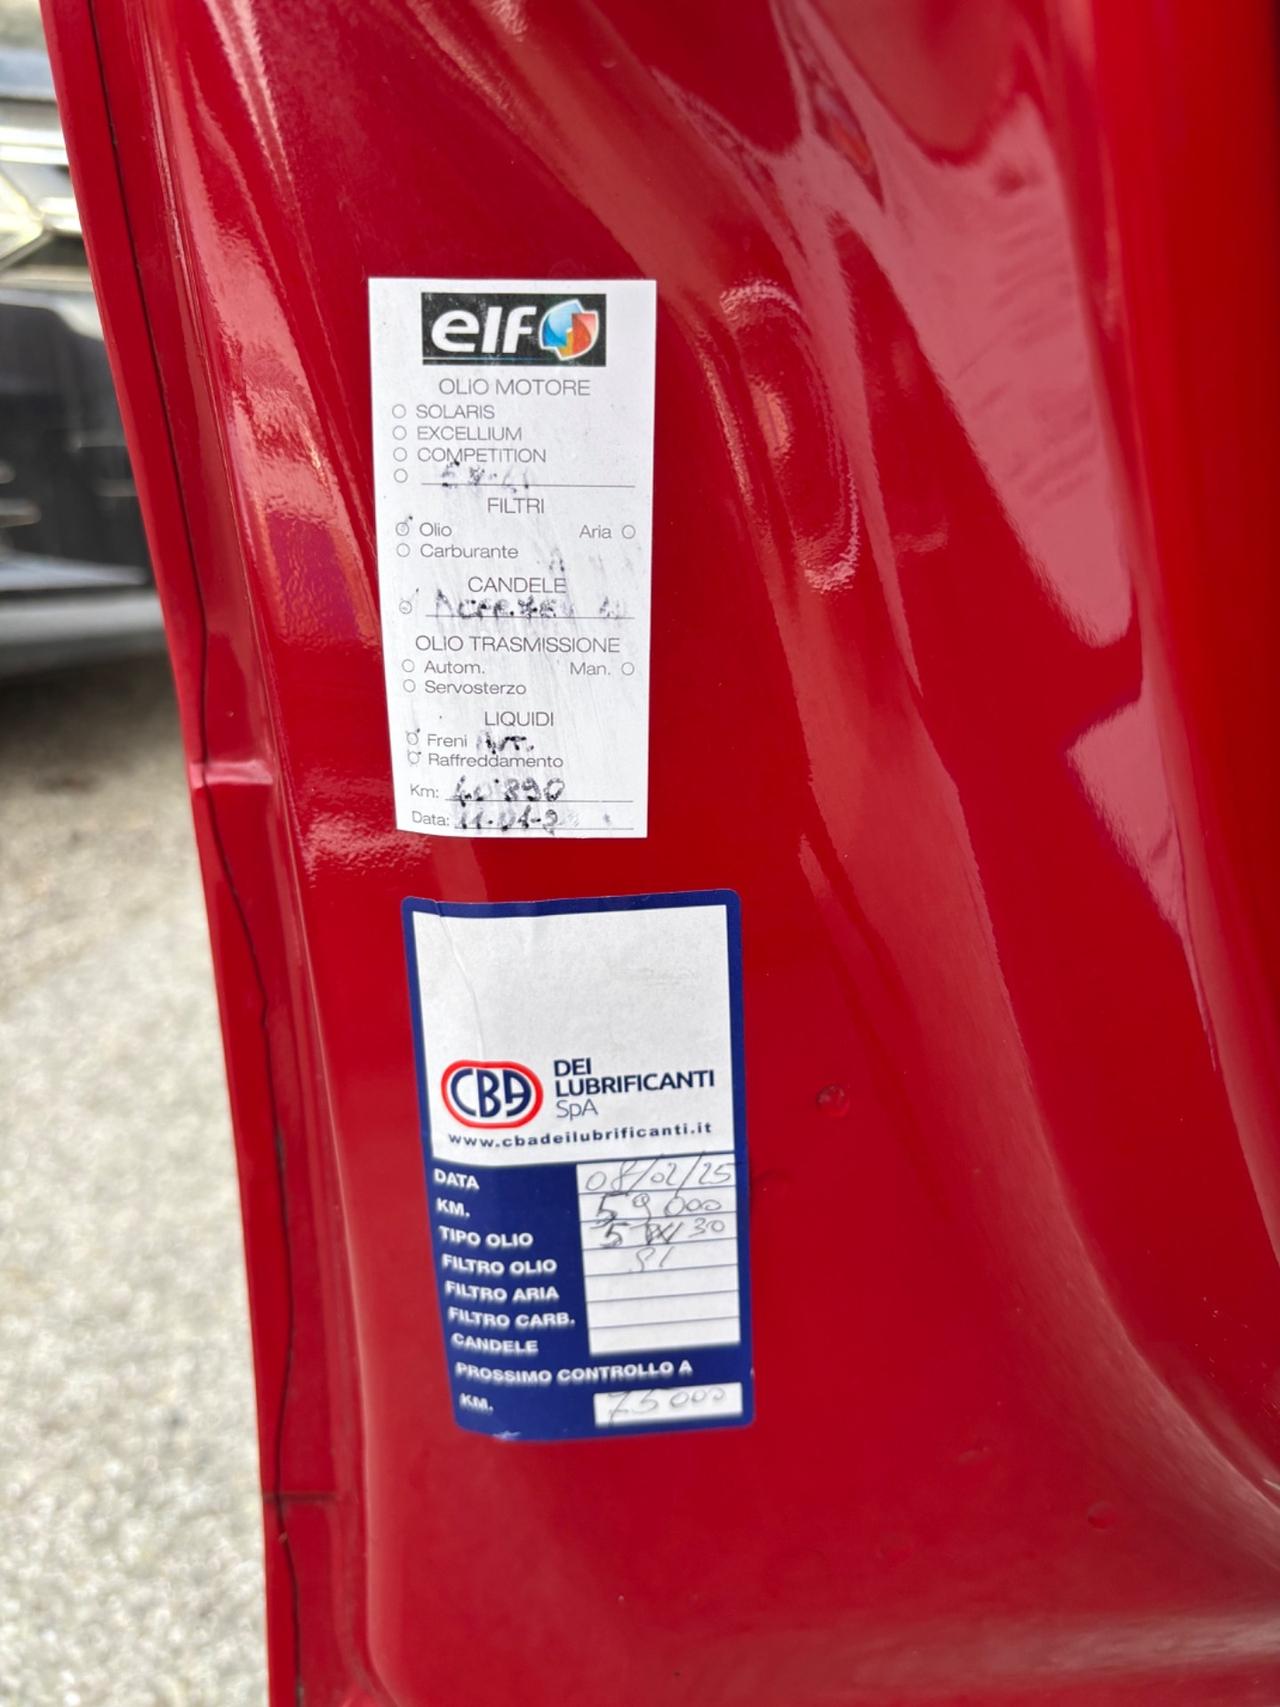 elf
OLIO MOTORE
SOLARIS
EXCELLIUM
COMPETITION
FILTRI
Olio Aria
Carburante
CANDELE
OLIO TRASMISSIONE
Autom. Man.
Servosterzo
LIQUIDI
Freni
Raffreddamento
Km: 40890
Data:
CBA DEI
LUBRIFICANTI
SpA
www.cbadeilubrificanti.it
DATA 08/02/25
KM. 59000
TIPO OLIO 5W30
FILTRO OLIO SI
FILTRO ARIA
FILTRO CARB.
CANDELE
PROSSIMO CONTROLLO A
KM. 75000